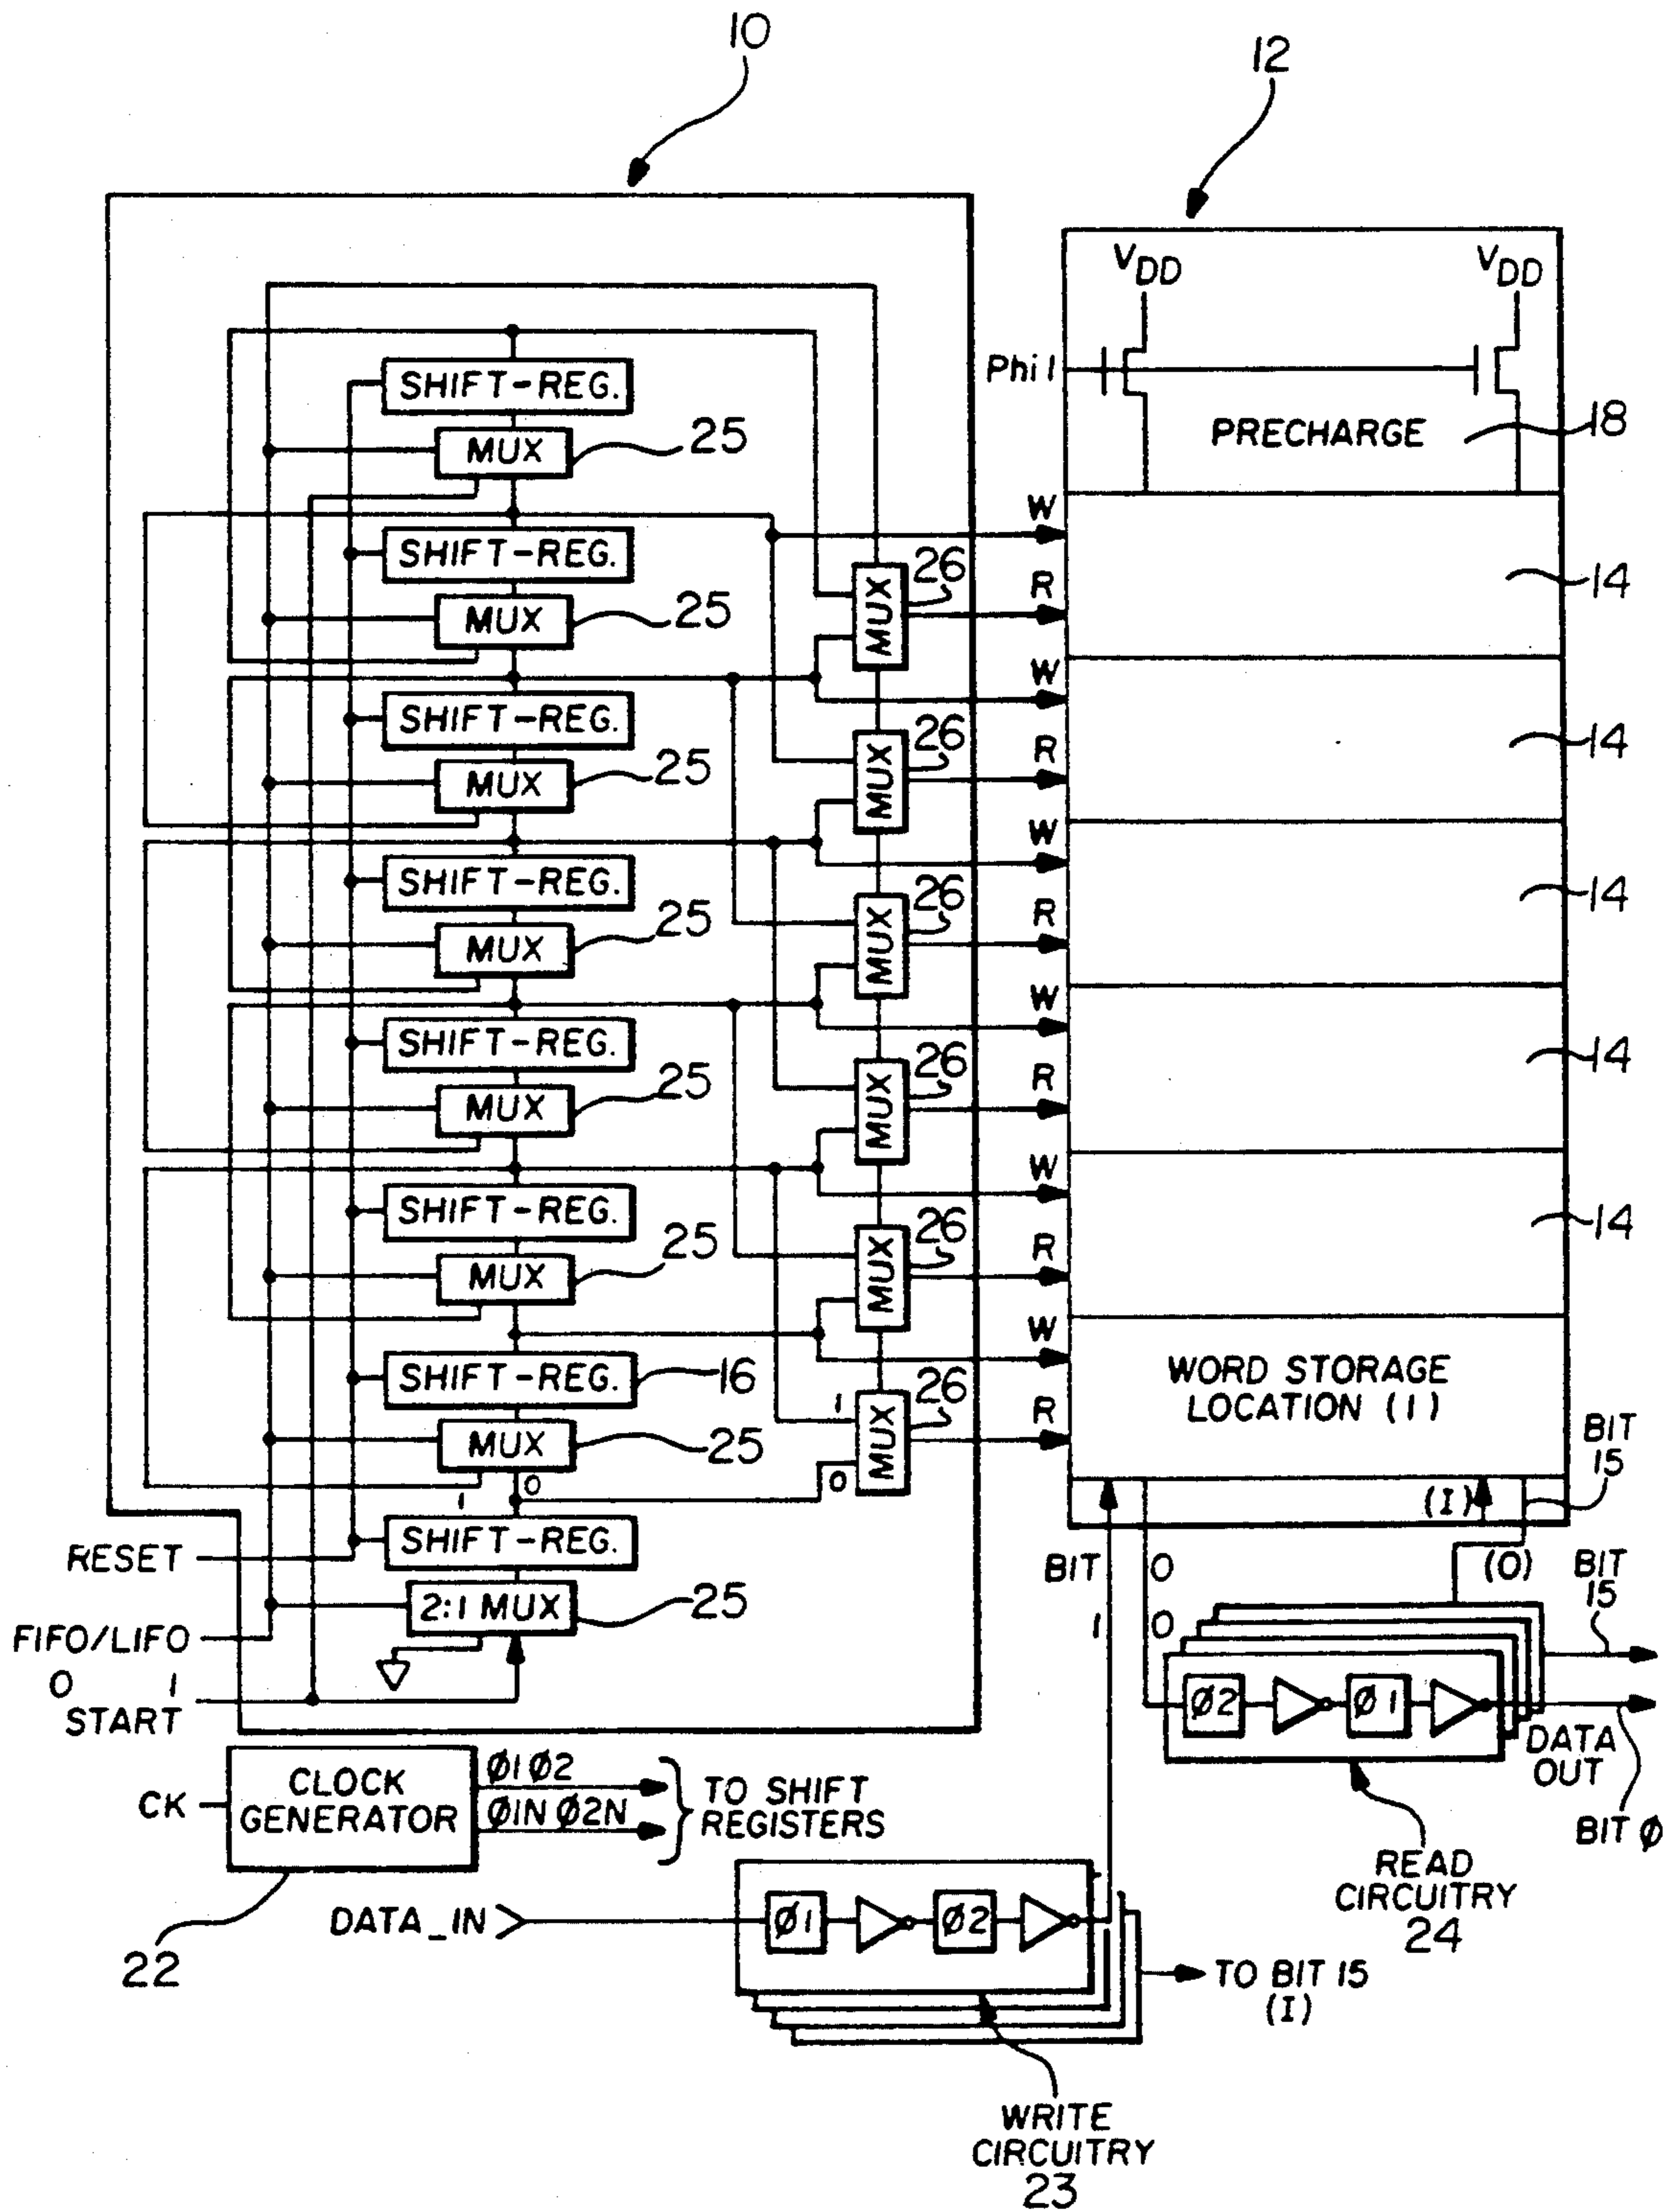 10
12
VDD
VDD
Phi 1
PRECHARGE
18
SHIFT-REG.
MUX
25
W
SHIFT-REG.
26
MUX
R
14
MUX
25
W
SHIFT-REG.
26
MUX
R
14
MUX
25
W
SHIFT-REG.
26
MUX
R
14
MUX
25
W
SHIFT-REG.
26
MUX
R
14
MUX
25
W
SHIFT-REG.
26
MUX
R
14
MUX
25
W
SHIFT-REG.
16
WORD STORAGE
LOCATION (1)
1
26
MUX
R
MUX
25
0
1
0
BIT
15
(I)
SHIFT-REG.
RESET
BIT
0
(0)
BIT
15
2:1 MUX
25
1
0
FIFO/LIFO
0 1
START
Ø2
Ø1
DATA
OUT
BIT Ø
READ
CIRCUITRY
24
CK
CLOCK
GENERATOR
Ø1 Ø2
Ø1N Ø2N
TO SHIFT
REGISTERS
22
DATA_IN
Ø1
Ø2
TO BIT 15
(I)
WRITE
CIRCUITRY
23